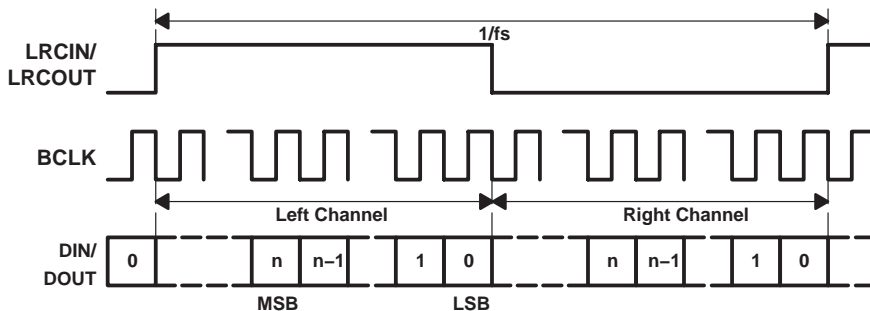 1/fs
LRCIN/
LRCOUT
BCLK
Left Channel Right Channel
DIN/
DOUT
0 n n−1 1 0 n n−1 1 0
MSB LSB